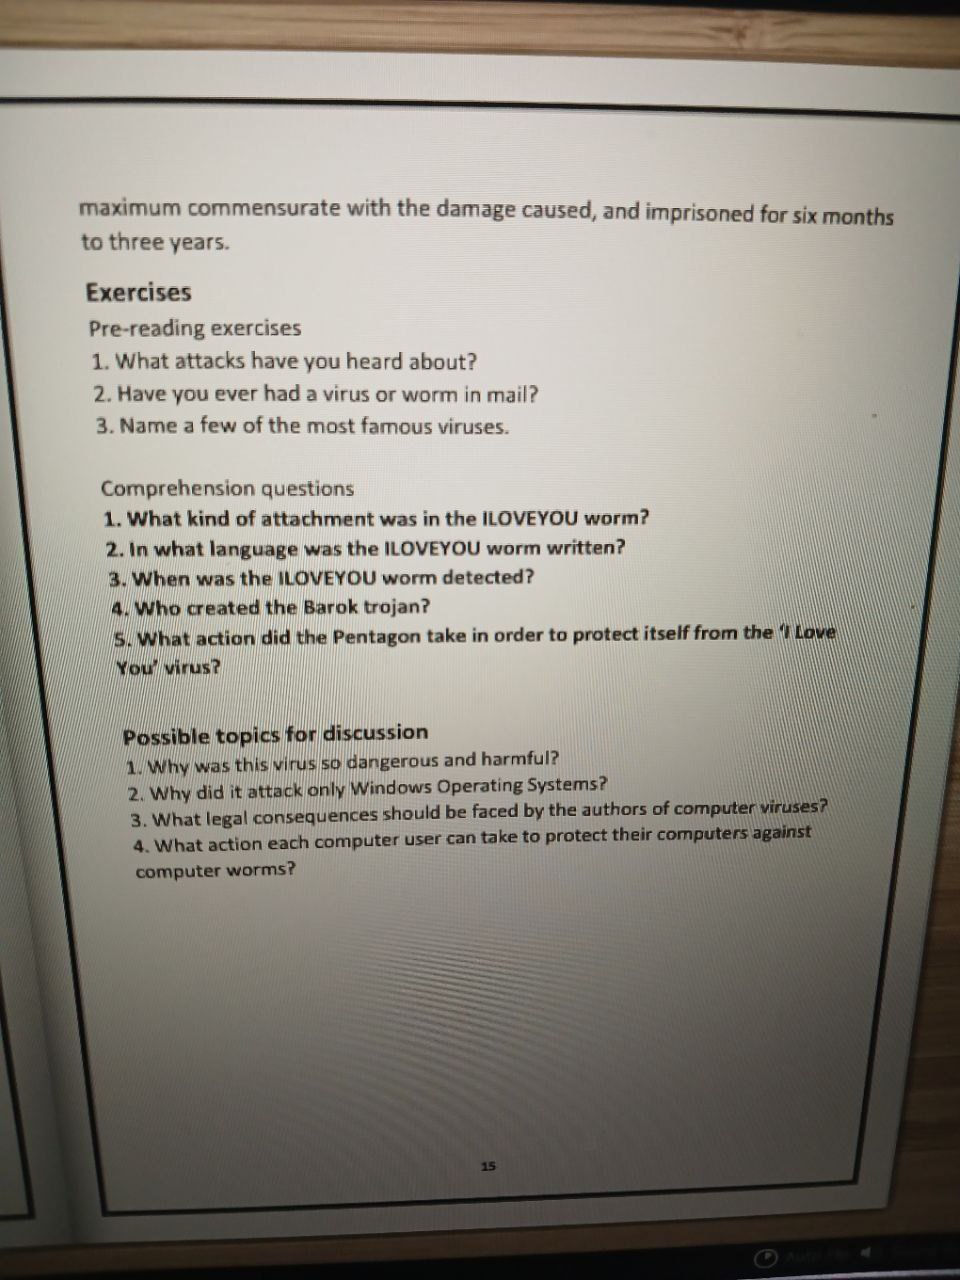 maximum commensurate with the damage caused, and imprisoned for six months
to three years.
Exercises
Pre-reading exercises
1. What attacks have you heard about?
2. Have you ever had a virus or worm in mail?
3. Name a few of the most famous viruses.
Comprehension questions
1. What kind of attachment was in the ILOVEYOU worm?
2. In what language was the ILOVEYOU worm written?
3. When was the ILOVEYOU worm detected?
4. Who created the Barok trojan?
5. What action did the Pentagon take in order to protect itself from the 'I Love
You' virus?
Possible topics for discussion
1. Why was this virus so dangerous and harmful?
2. Why did it attack only Windows Operating Systems?
3. What legal consequences should be faced by the authors of computer viruses?
4. What action each computer user can take to protect their computers against
computer worms?
15